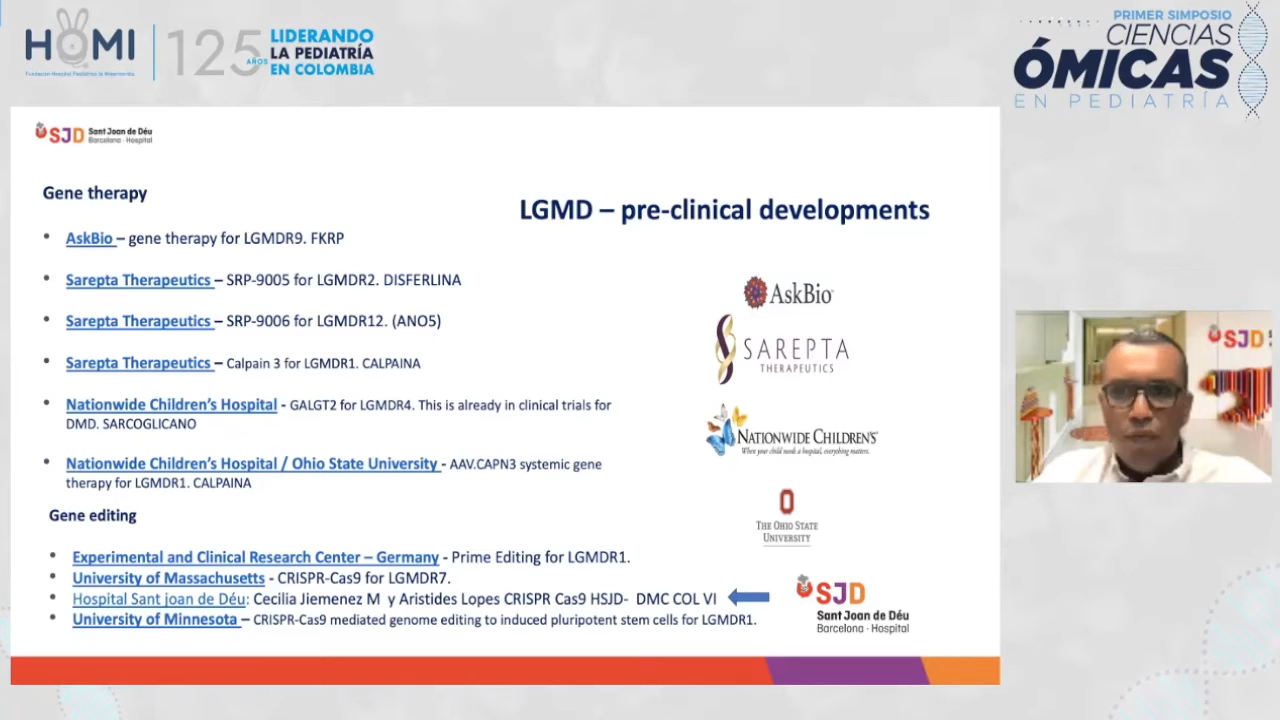 HOMI
Fundación Hospital Pediátrico la Misericordia
125 AÑOS
LIDERANDO
LA PEDIATRÍA
EN COLOMBIA
PRIMER SIMPOSIO
CIENCIAS
ÓMICAS
EN PEDIATRÍA
SJD Sant Joan de Déu
Barcelona · Hospital
Gene therapy
LGMD – pre-clinical developments
• AskBio – gene therapy for LGMDR9. FKRP
• Sarepta Therapeutics – SRP-9005 for LGMDR2. DISFERLINA
• Sarepta Therapeutics – SRP-9006 for LGMDR12. (ANO5)
• Sarepta Therapeutics – Calpain 3 for LGMDR1. CALPAINA
• Nationwide Children's Hospital - GALGT2 for LGMDR4. This is already in clinical trials for
DMD. SARCOGLICANO
• Nationwide Children's Hospital / Ohio State University - AAV.CAPN3 systemic gene
therapy for LGMDR1. CALPAINA
Gene editing
• Experimental and Clinical Research Center – Germany - Prime Editing for LGMDR1.
• University of Massachusetts - CRISPR-Cas9 for LGMDR7.
• Hospital Sant joan de Déu: Cecilia Jiemenez M y Aristides Lopes CRISPR Cas9 HSJD- DMC COL VI
• University of Minnesota – CRISPR-Cas9 mediated genome editing to induced pluripotent stem cells for LGMDR1.
AskBio
SAREPTA
THERAPEUTICS
NATIONWIDE CHILDREN'S
When your child needs a hospital, everything matters.
THE OHIO STATE
UNIVERSITY
SJD
Sant Joan de Déu
Barcelona · Hospital
SJD